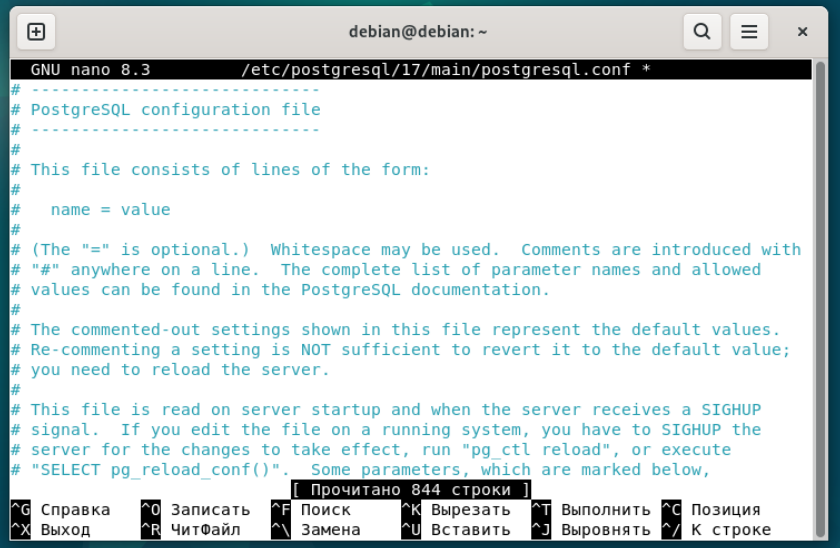 debian@debian: ~
GNU nano 8.3 /etc/postgresql/17/main/postgresql.conf *
# -----------------------------
# PostgreSQL configuration file
# -----------------------------
#
# This file consists of lines of the form:
#
#   name = value
#
# (The "=" is optional.)  Whitespace may be used.  Comments are introduced with
# "#" anywhere on a line.  The complete list of parameter names and allowed
# values can be found in the PostgreSQL documentation.
#
# The commented-out settings shown in this file represent the default values.
# Re-commenting a setting is NOT sufficient to revert it to the default value;
# you need to reload the server.
#
# This file is read on server startup and when the server receives a SIGHUP
# signal.  If you edit the file on a running system, you have to SIGHUP the
# server for the changes to take effect, run "pg_ctl reload", or execute
# "SELECT pg_reload_conf()".  Some parameters, which are marked below,
[ Прочитано 844 строки ]
^G Справка ^O Записать ^F Поиск ^K Вырезать ^T Выполнить ^C Позиция
^X Выход ^R ЧитФайл ^\ Замена ^U Вставить ^J Выровнять ^/ К строке